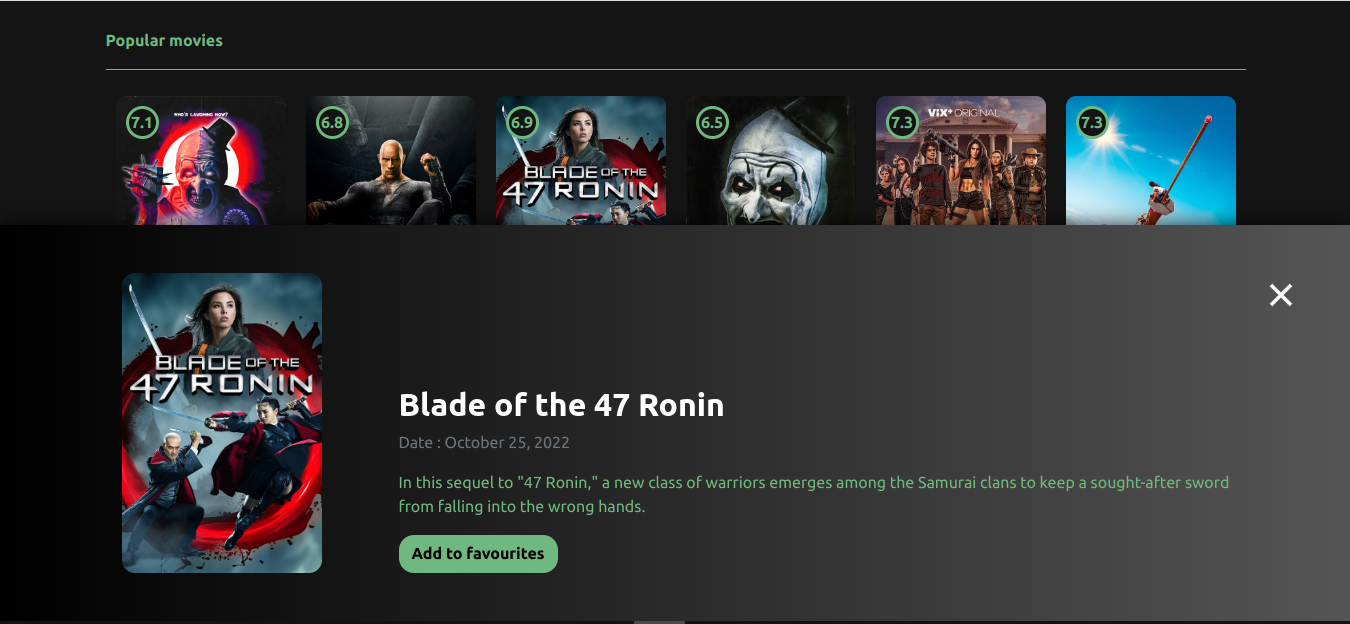 Popular movies
7.1
WHO'S LAUGHING NOW?
6.8
6.9
BLADE OF THE
47 RONIN
6.5
7.3
VIX+ ORIGINAL
7.3
BLADE OF THE
47 RONIN
Blade of the 47 Ronin
Date : October 25, 2022
In this sequel to "47 Ronin," a new class of warriors emerges among the Samurai clans to keep a sought-after sword
from falling into the wrong hands.
Add to favourites